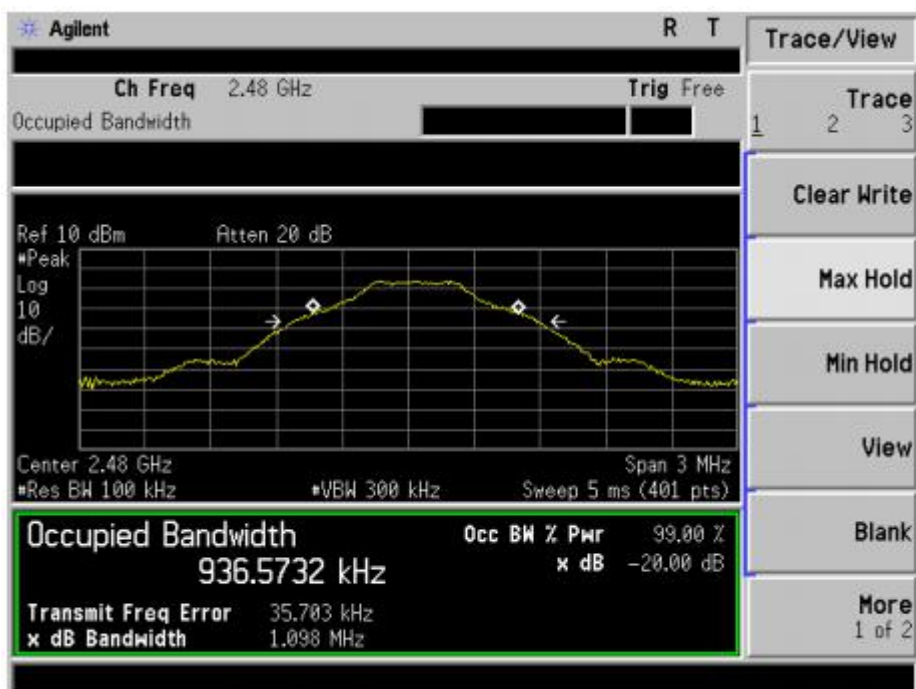 Agilent R T
Ch Freq 2.48 GHz Trig Free
Occupied Bandwidth
Ref 10 dBm Atten 20 dB
#Peak
Log
10
dB/
Center 2.48 GHz Span 3 MHz
#Res BW 100 kHz #VBW 300 kHz Sweep 5 ms (401 pts)
Occupied Bandwidth Occ BW % Pwr 99.00 %
936.5732 kHz x dB -20.00 dB
Transmit Freq Error 35.703 kHz
x dB Bandwidth 1.098 MHz
Trace/View
Trace
1 2 3
Clear Write
Max Hold
Min Hold
View
Blank
More
1 of 2